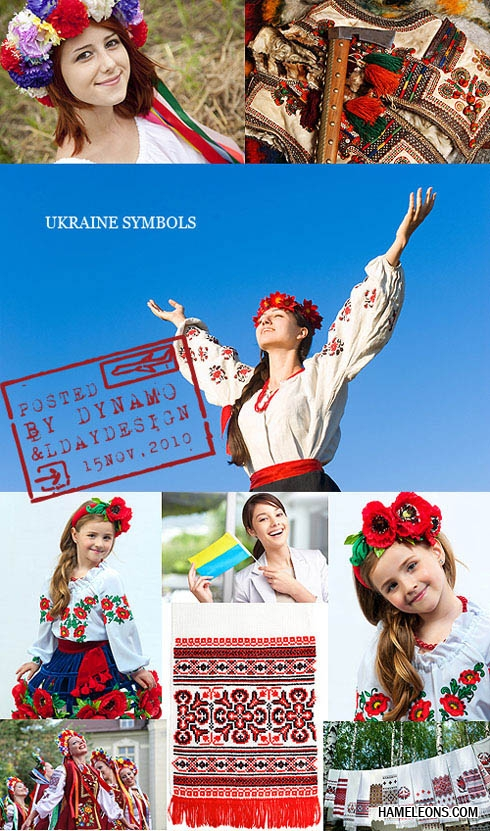 UKRAINE SYMBOLS
POSTED
BY DYNAMO
&LDAYDESIGN
15NOV.2010
HAMELEONS.COM